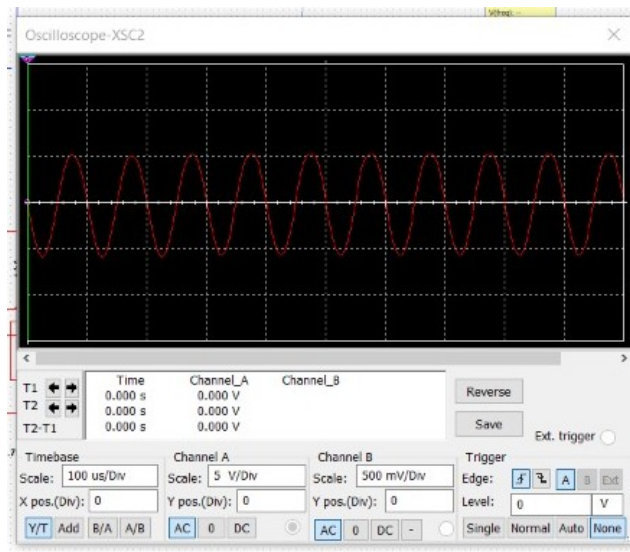 V(freq): --
Oscilloscope-XSC2
Time Channel_A Channel_B
T1 0.000 s 0.000 V
T2 0.000 s 0.000 V
T2-T1 0.000 s 0.000 V
Reverse
Save
Ext. trigger
Timebase
Scale: 100 us/Div
X pos.(Div): 0
Y/T Add B/A A/B
Channel A
Scale: 5 V/Div
Y pos.(Div): 0
AC 0 DC
Channel B
Scale: 500 mV/Div
Y pos.(Div): 0
AC 0 DC -
Trigger
Edge: A B Ext
Level: 0 V
Single Normal Auto None